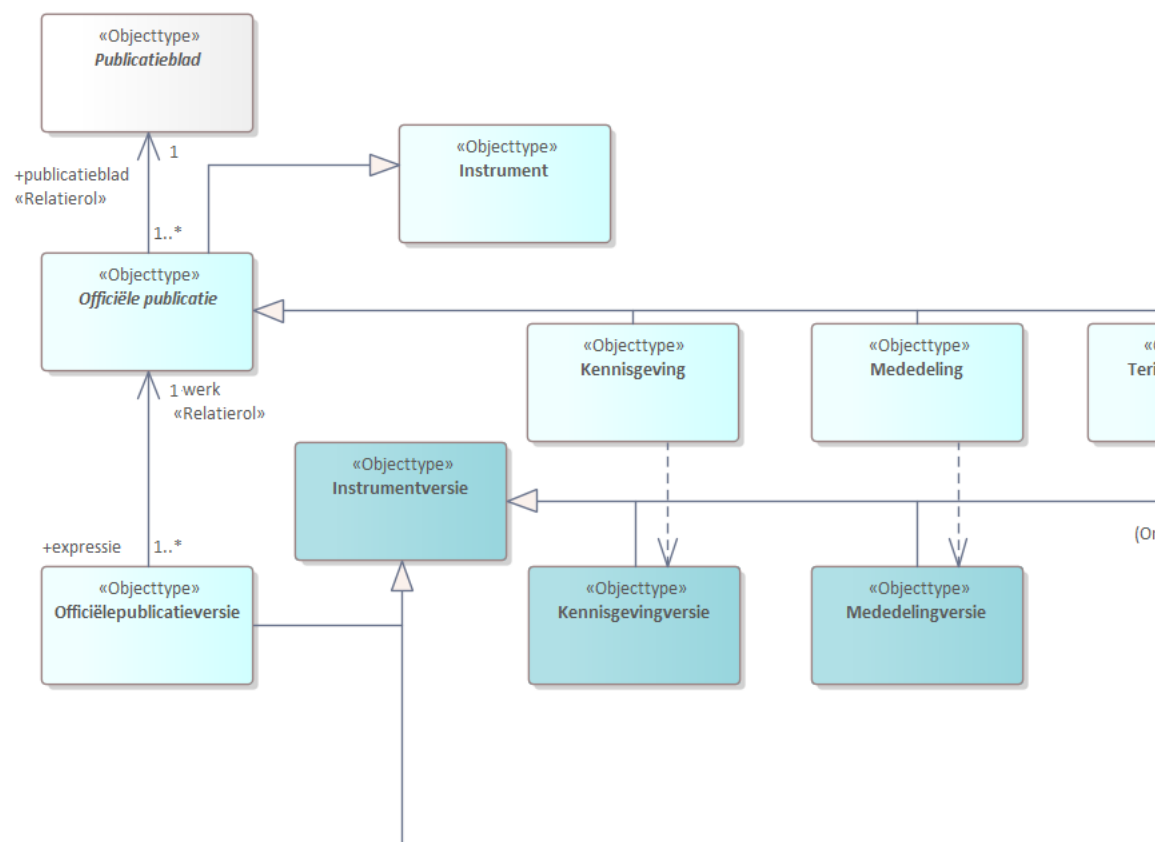 «Objecttype»
Publicatieblad
1
+publicatieblad
«Relatierol»
1..*
«Objecttype»
Instrument
«Objecttype»
Officiële publicatie
«Objecttype»
Kennisgeving
«Objecttype»
Mededeling
1 werk
«Relatierol»
«Objecttype»
Instrumentversie
+expressie
1..*
«Objecttype»
Officiëlepublicatieversie
«Objecttype»
Kennisgevingversie
«Objecttype»
Mededelingversie